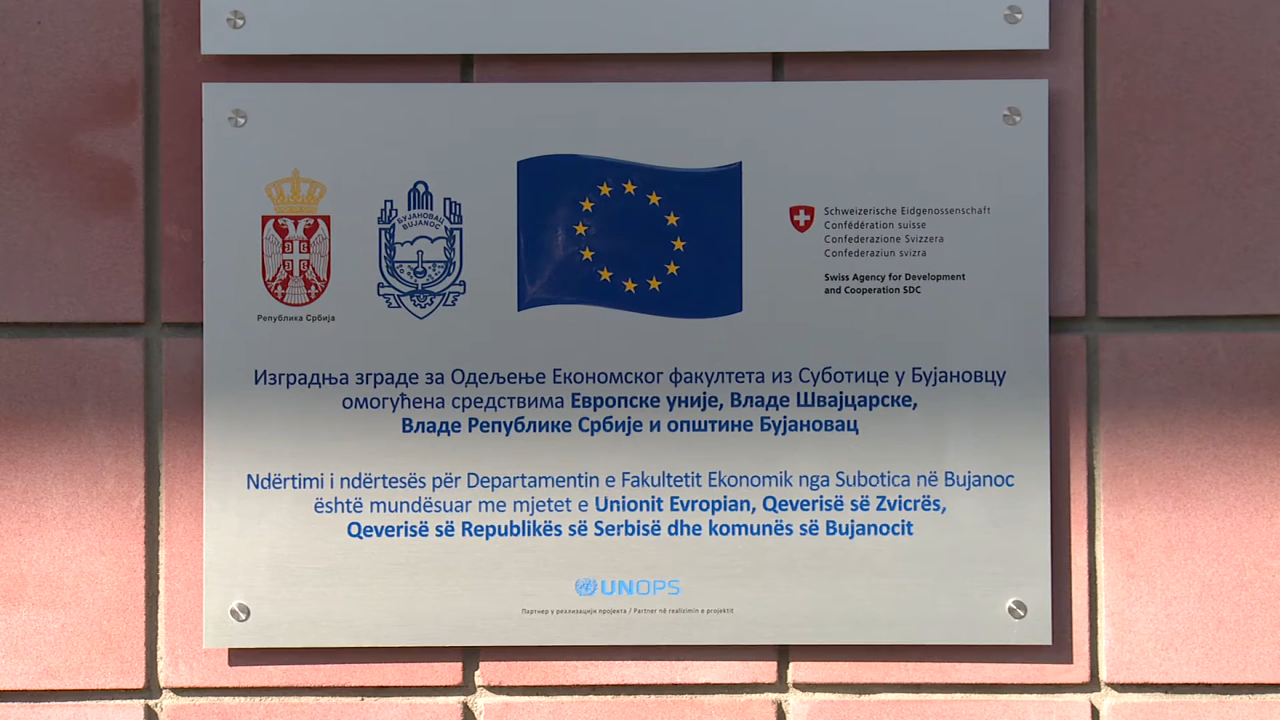 БУЈАНОВАЦ
BUJANOC
Република Србија
Schweizerische Eidgenossenschaft
Confédération suisse
Confederazione Svizzera
Confederaziun svizra
Swiss Agency for Development
and Cooperation SDC
Изградња зграде за Одељење Економског факултета из Суботице у Бујановцу
омогућена средствима Европске уније, Владе Швајцарске,
Владе Републике Србије и општине Бујановац
Ndërtimi i ndërtesës për Departamentin e Fakultetit Ekonomik nga Subotica në Bujanoc
është mundësuar me mjetet e Unionit Evropian, Qeverisë së Zvicrës,
Qeverisë së Republikës së Serbisë dhe komunës së Bujanocit
UNOPS
Партнер у реализацији пројекта / Partner në realizimin e projektit